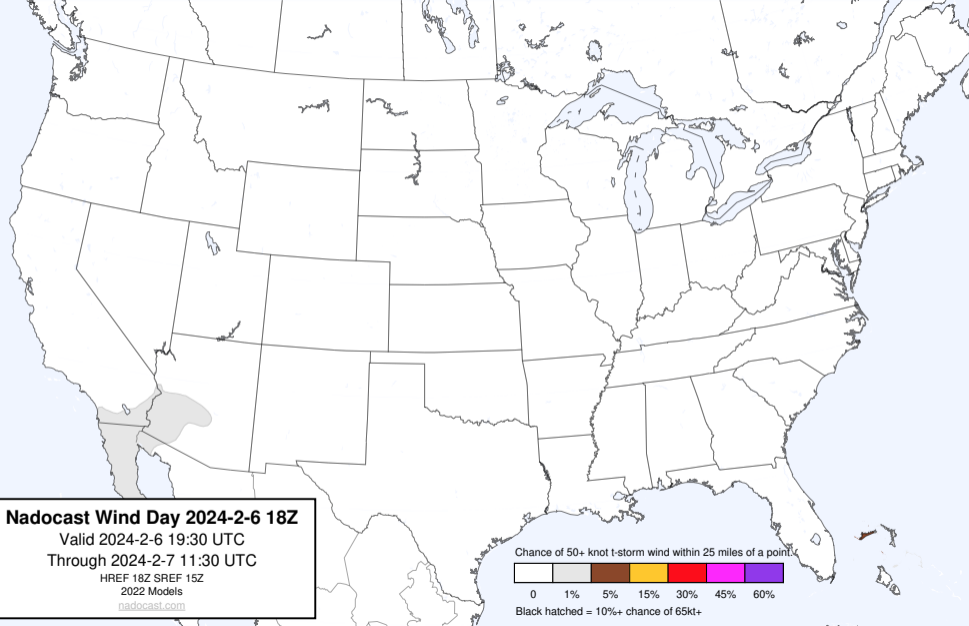 Nadocast Wind Day 2024-2-6 18Z
Valid 2024-2-6 19:30 UTC
Through 2024-2-7 11:30 UTC
HREF 18Z SREF 15Z
2022 Models
nadocast.com
Chance of 50+ knot t-storm wind within 25 miles of a point.
0 1% 5% 15% 30% 45% 60%
Black hatched = 10%+ chance of 65kt+